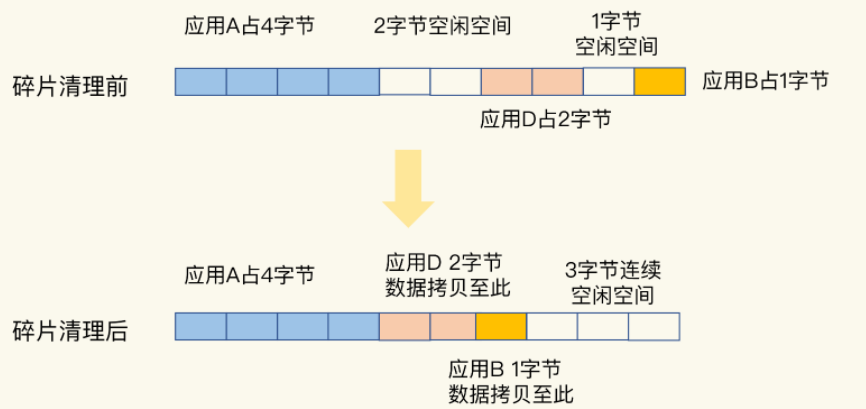 应用A占4字节
2字节空闲空间
1字节
空闲空间
碎片清理前
应用B占1字节
应用D占2字节
应用A占4字节
应用D 2字节
数据拷贝至此
3字节连续
空闲空间
碎片清理后
应用B 1字节
数据拷贝至此